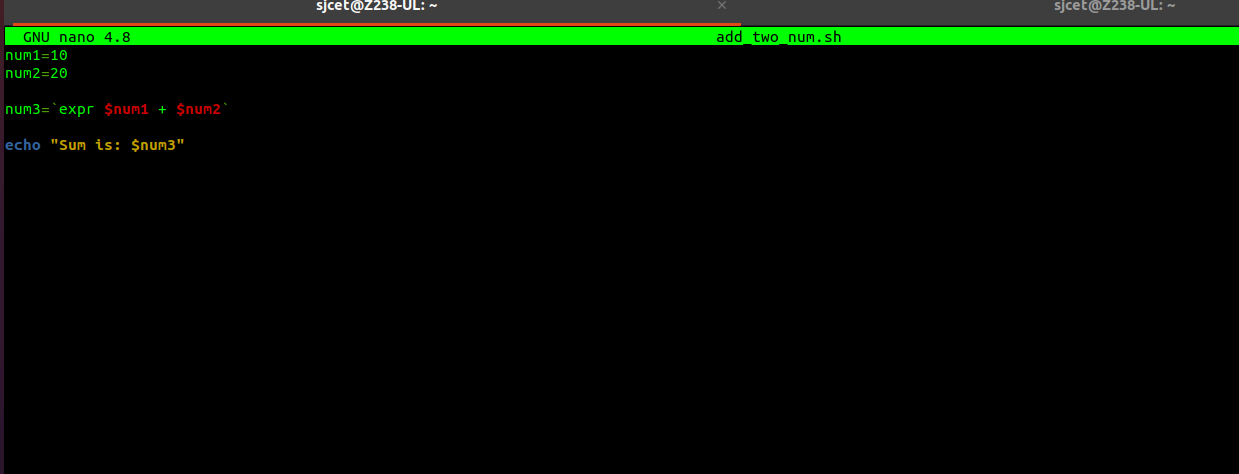 sjcet@Z238-UL: ~ × sjcet@Z238-UL: ~
GNU nano 4.8 add_two_num.sh
num1=10
num2=20
num3=`expr $num1 + $num2`
echo "Sum is: $num3"